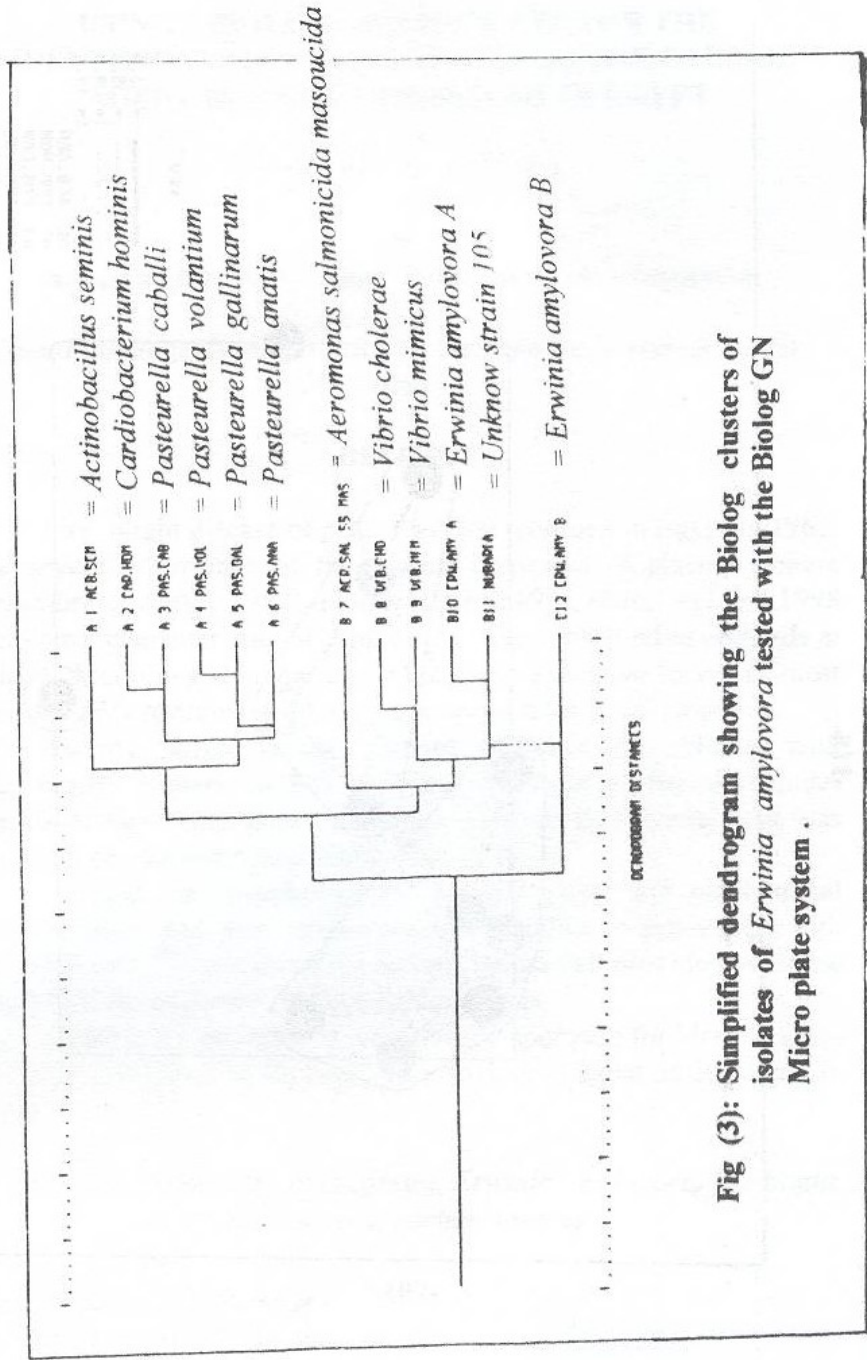 A 1 ACB.SEM = Actinobacillus seminis
A 2 CAR.HOM = Cardiobacterium hominis
A 3 PAS.CAB = Pasteurella caballi
A 4 PAS.VOL = Pasteurella volantium
A 5 PAS.GAL = Pasteurella gallinarum
A 6 PAS.ANA = Pasteurella anatis
B 7 AER.SAL SS MAS = Aeromonas salmonicida masoucida
B 8 VIB.CHO = Vibrio cholerae
B 9 VIB.MIM = Vibrio mimicus
B10 ERW.AMY A = Erwinia amylovora A
B11 = Unknow strain 105
ERW.AMY B = Erwinia amylovora B
DENDROGRAM DISTANCES
Fig (3): Simplified dendrogram showing the Biolog clusters of
isolates of Erwinia amylovora tested with the Biolog GN
Micro plate system .